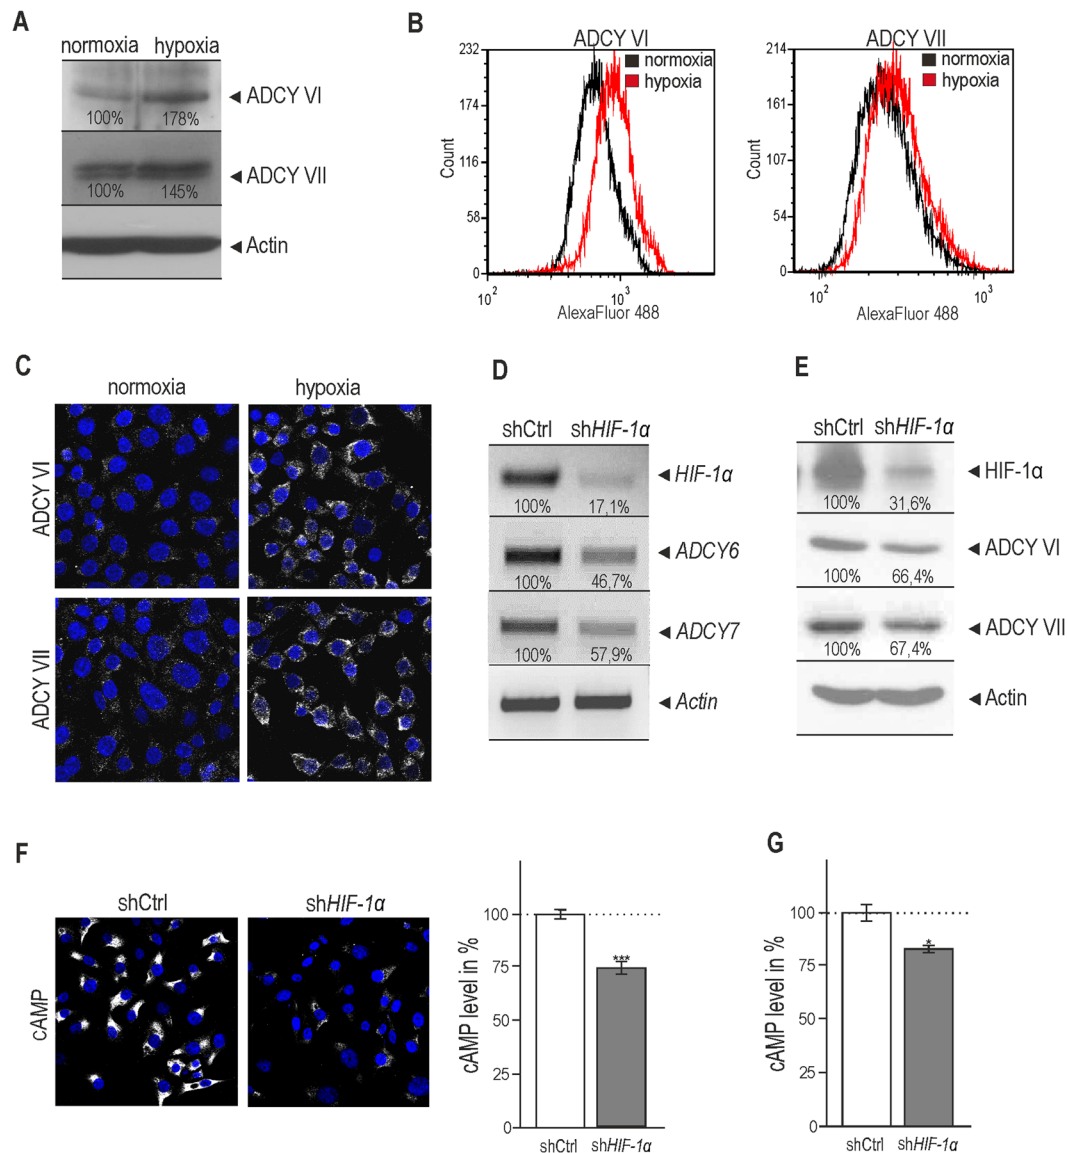 A
normoxia hypoxia
◄ ADCY VI
100% 178%
◄ ADCY VII
100% 145%
◄ Actin
B
ADCY VI
normoxia
hypoxia
232
174
116
58
0
Count
10² 10³
AlexaFluor 488
ADCY VII
normoxia
hypoxia
214
161
107
54
0
Count
10² 10³
AlexaFluor 488
C
normoxia hypoxia
ADCY VI
ADCY VII
D
shCtrl shHIF-1α
◄ HIF-1α
100% 17,1%
◄ ADCY6
100% 46,7%
◄ ADCY7
100% 57,9%
◄ Actin
E
shCtrl shHIF-1α
◄ HIF-1α
100% 31,6%
◄ ADCY VI
100% 66,4%
◄ ADCY VII
100% 67,4%
◄ Actin
F
shCtrl shHIF-1α
cAMP
cAMP level in %
100
75
50
25
0
***
shCtrl shHIF-1α
G
cAMP level in %
100
75
50
25
0
*
shCtrl shHIF-1α